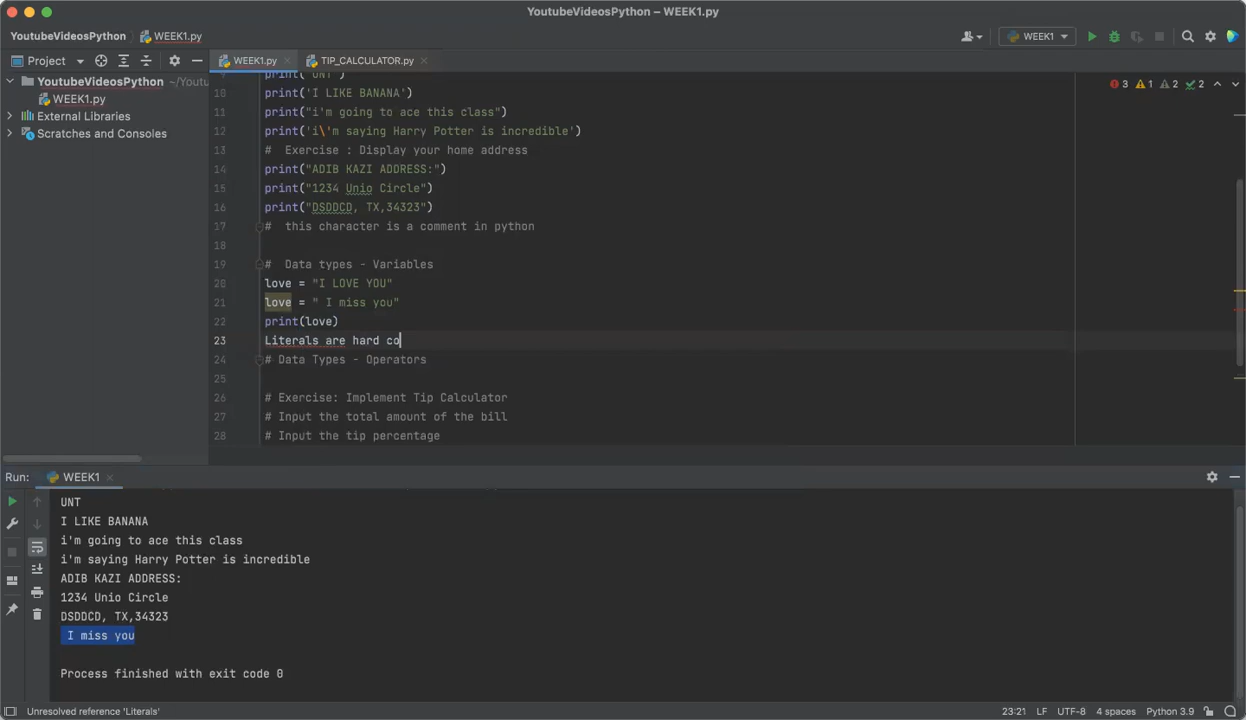 YoutubeVideosPython – WEEK1.py
YoutubeVideosPython WEEK1.py WEEK1
Project WEEK1.py TIP_CALCULATOR.py
YoutubeVideosPython ~/Youtu
WEEK1.py
External Libraries
Scratches and Consoles
3 1 2 2
9 print('UNT')
10 print('I LIKE BANANA')
11 print("i'm going to ace this class")
12 print('i\'m saying Harry Potter is incredible')
13 #  Exercise : Display your home address
14 print("ADIB KAZI ADDRESS:")
15 print("1234 Unio Circle")
16 print("DSDDCD, TX,34323")
17 #  this character is a comment in python
18
19 #  Data types - Variables
20 love = "I LOVE YOU"
21 love = " I miss you"
22 print(love)
23 Literals are hard co
24 # Data Types - Operators
25
26 # Exercise: Implement Tip Calculator
27 # Input the total amount of the bill
28 # Input the tip percentage
Run: WEEK1
UNT
I LIKE BANANA
i'm going to ace this class
i'm saying Harry Potter is incredible
ADIB KAZI ADDRESS:
1234 Unio Circle
DSDDCD, TX,34323
I miss you
Process finished with exit code 0
Unresolved reference 'Literals' 23:21 LF UTF-8 4 spaces Python 3.9